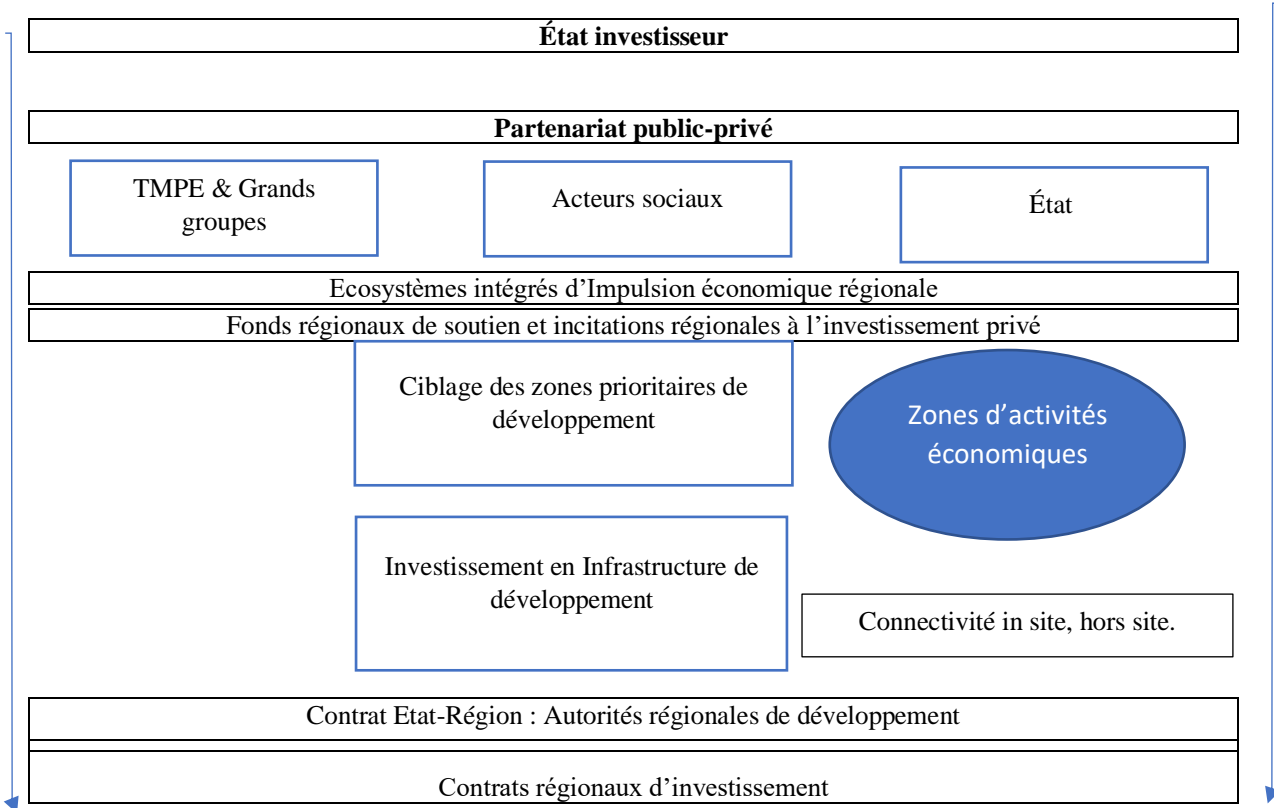 État investisseur
Partenariat public-privé
TMPE & Grands
groupes
Acteurs sociaux
État
Ecosystèmes intégrés d’Impulsion économique régionale
Fonds régionaux de soutien et incitations régionales à l’investissement privé
Ciblage des zones prioritaires de
développement
Zones d’activités
économiques
Investissement en Infrastructure de
développement
Connectivité in site, hors site.
Contrat Etat-Région : Autorités régionales de développement
Contrats régionaux d’investissement